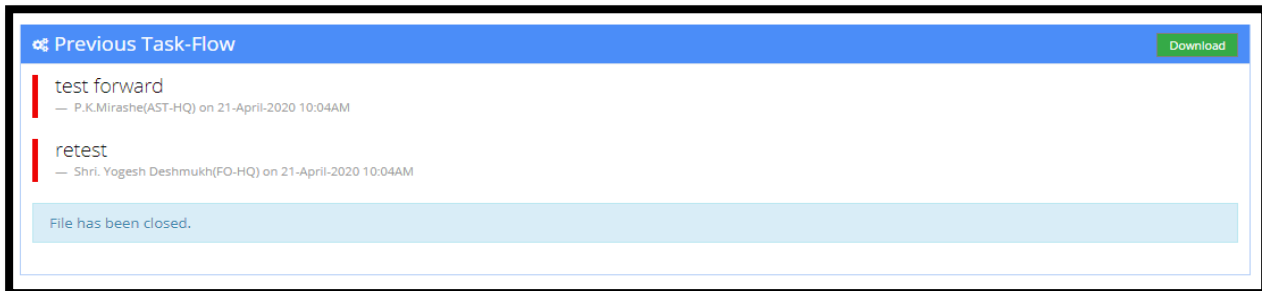 Previous Task-Flow
Download
test forward
— P.K.Mirashe(AST-HQ) on 21-April-2020 10:04AM
retest
— Shri. Yogesh Deshmukh(FO-HQ) on 21-April-2020 10:04AM
File has been closed.